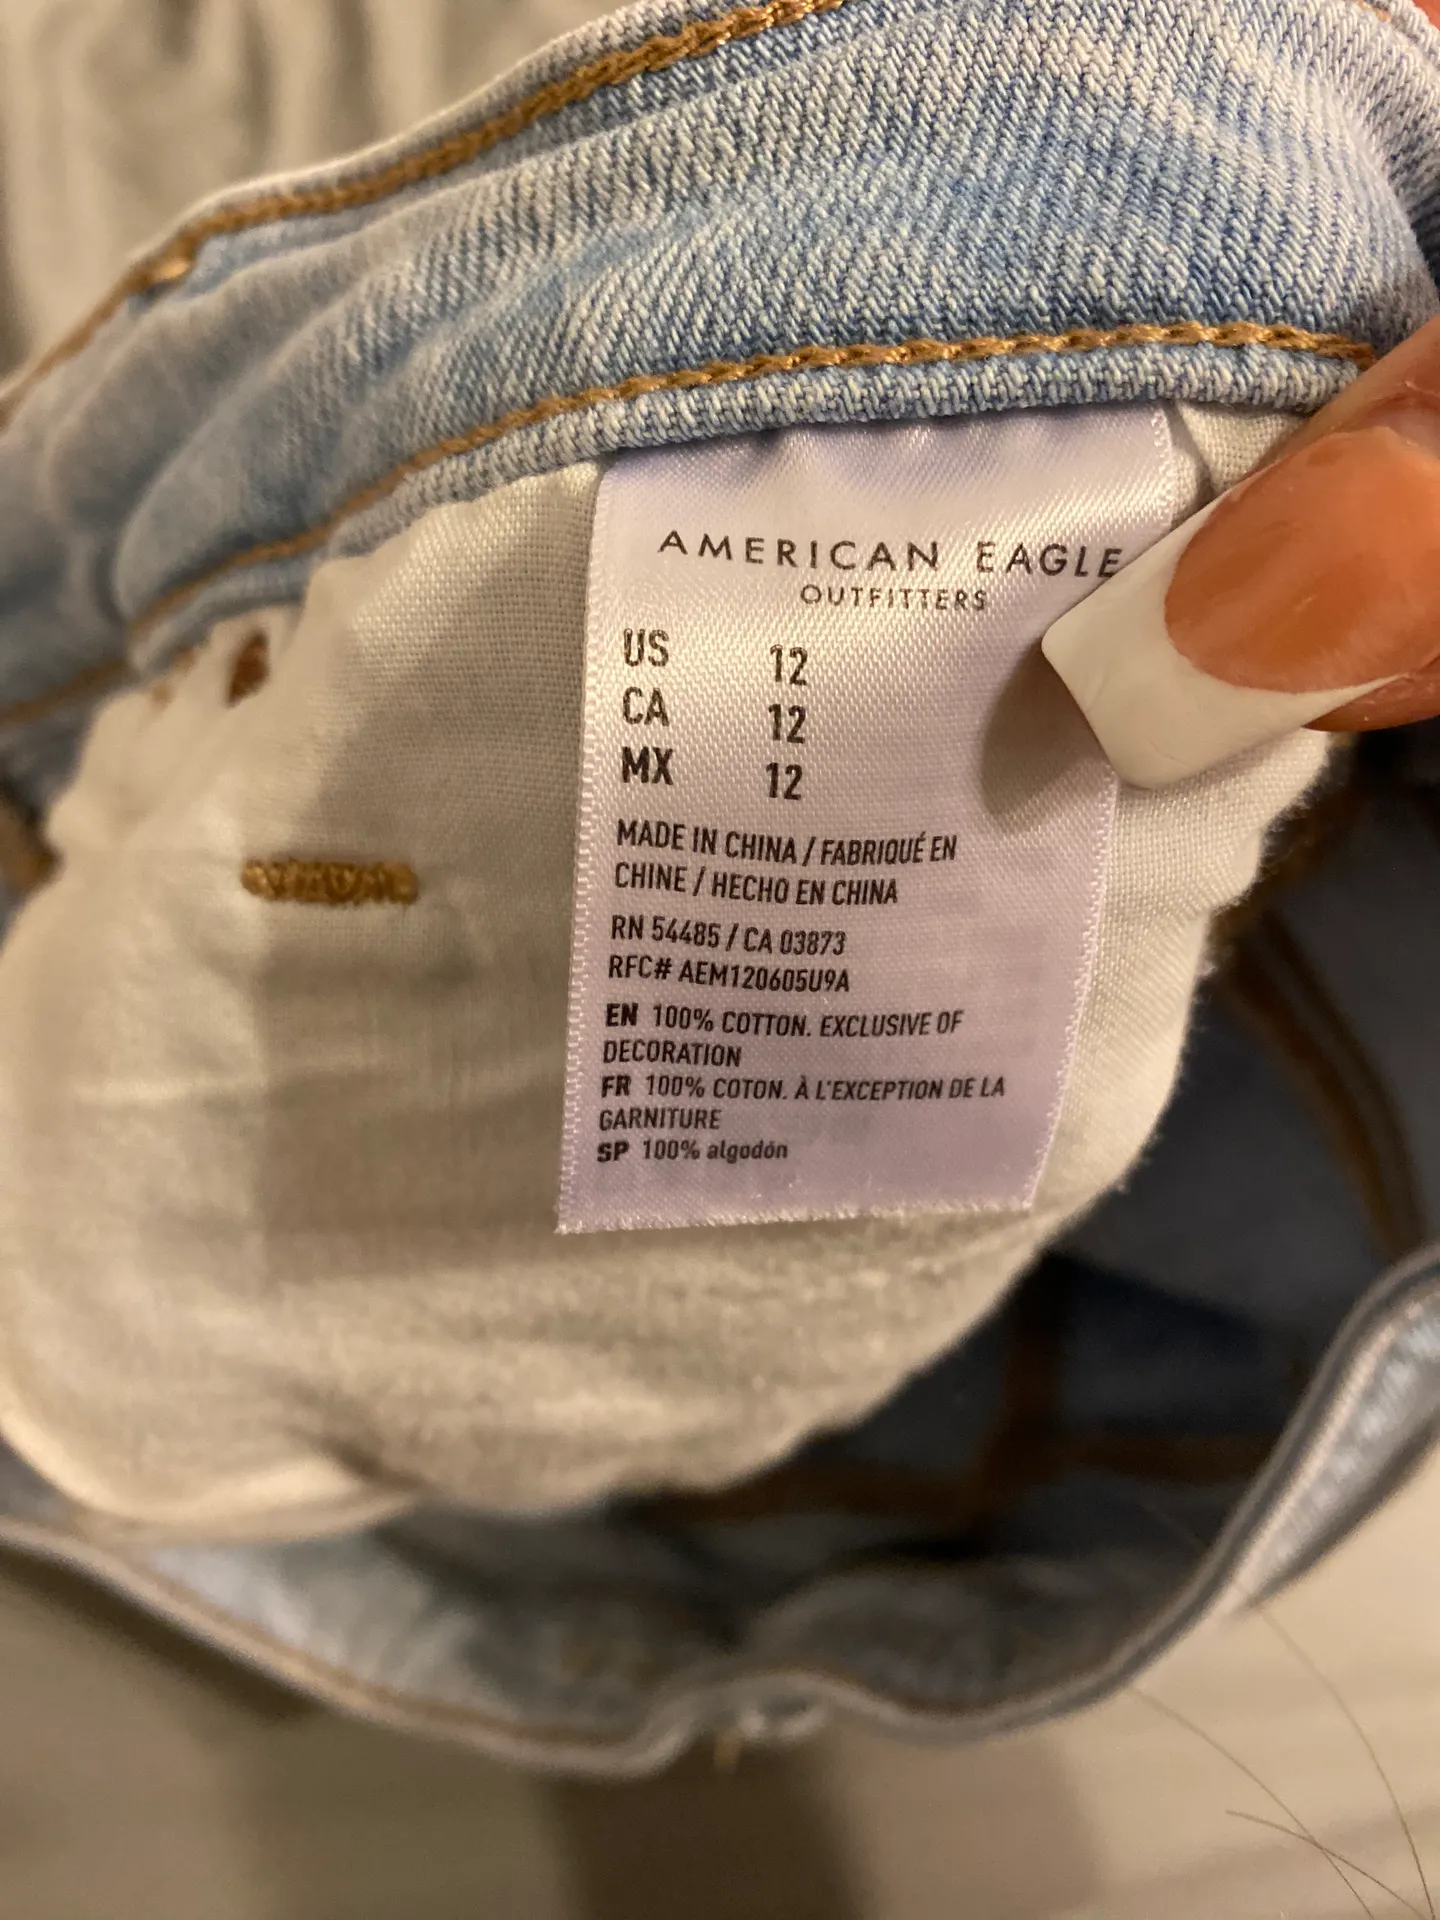 AMERICAN EAGLE
OUTFITTERS
US 12
CA 12
MX 12
MADE IN CHINA / FABRIQUÉ EN
CHINE / HECHO EN CHINA
RN 54485 / CA 03873
RFC# AEM120605U9A
EN 100% COTTON. EXCLUSIVE OF
DECORATION
FR 100% COTON. À L'EXCEPTION DE LA
GARNITURE
SP 100% algodón